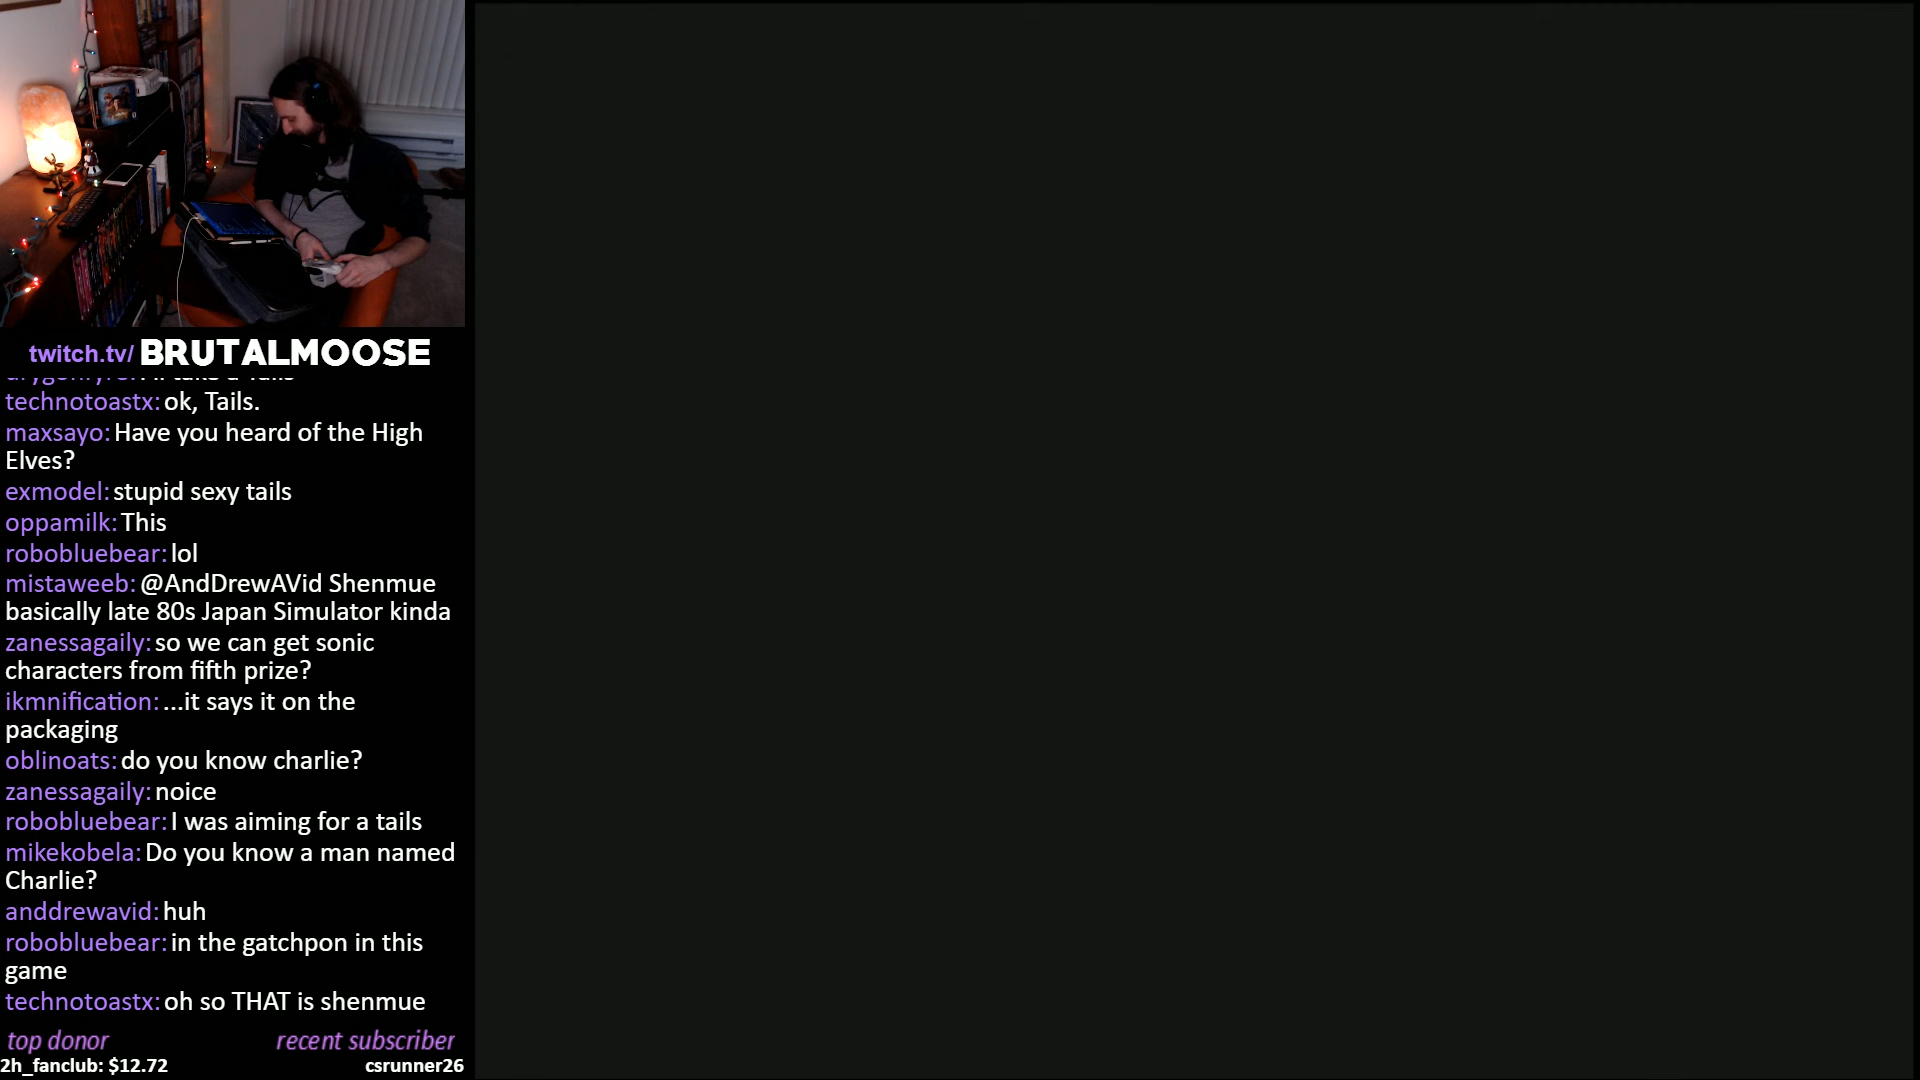 twitch.tv/ BRUTALMOOSE
technotoastx: ok, Tails.
maxsayo: Have you heard of the High
Elves?
exmodel: stupid sexy tails
oppamilk: This
robobluebear: lol
mistaweeb: @AndDrewAVid Shenmue
basically late 80s Japan Simulator kinda
zanessagaily: so we can get sonic
characters from fifth prize?
ikmnification: ...it says it on the
packaging
oblinoats: do you know charlie?
zanessagaily: noice
robobluebear: I was aiming for a tails
mikekobela: Do you know a man named
Charlie?
anddrewavid: huh
robobluebear: in the gatchpon in this
game
technotoastx: oh so THAT is shenmue
top donor recent subscriber
2h_fanclub: $12.72 csrunner26